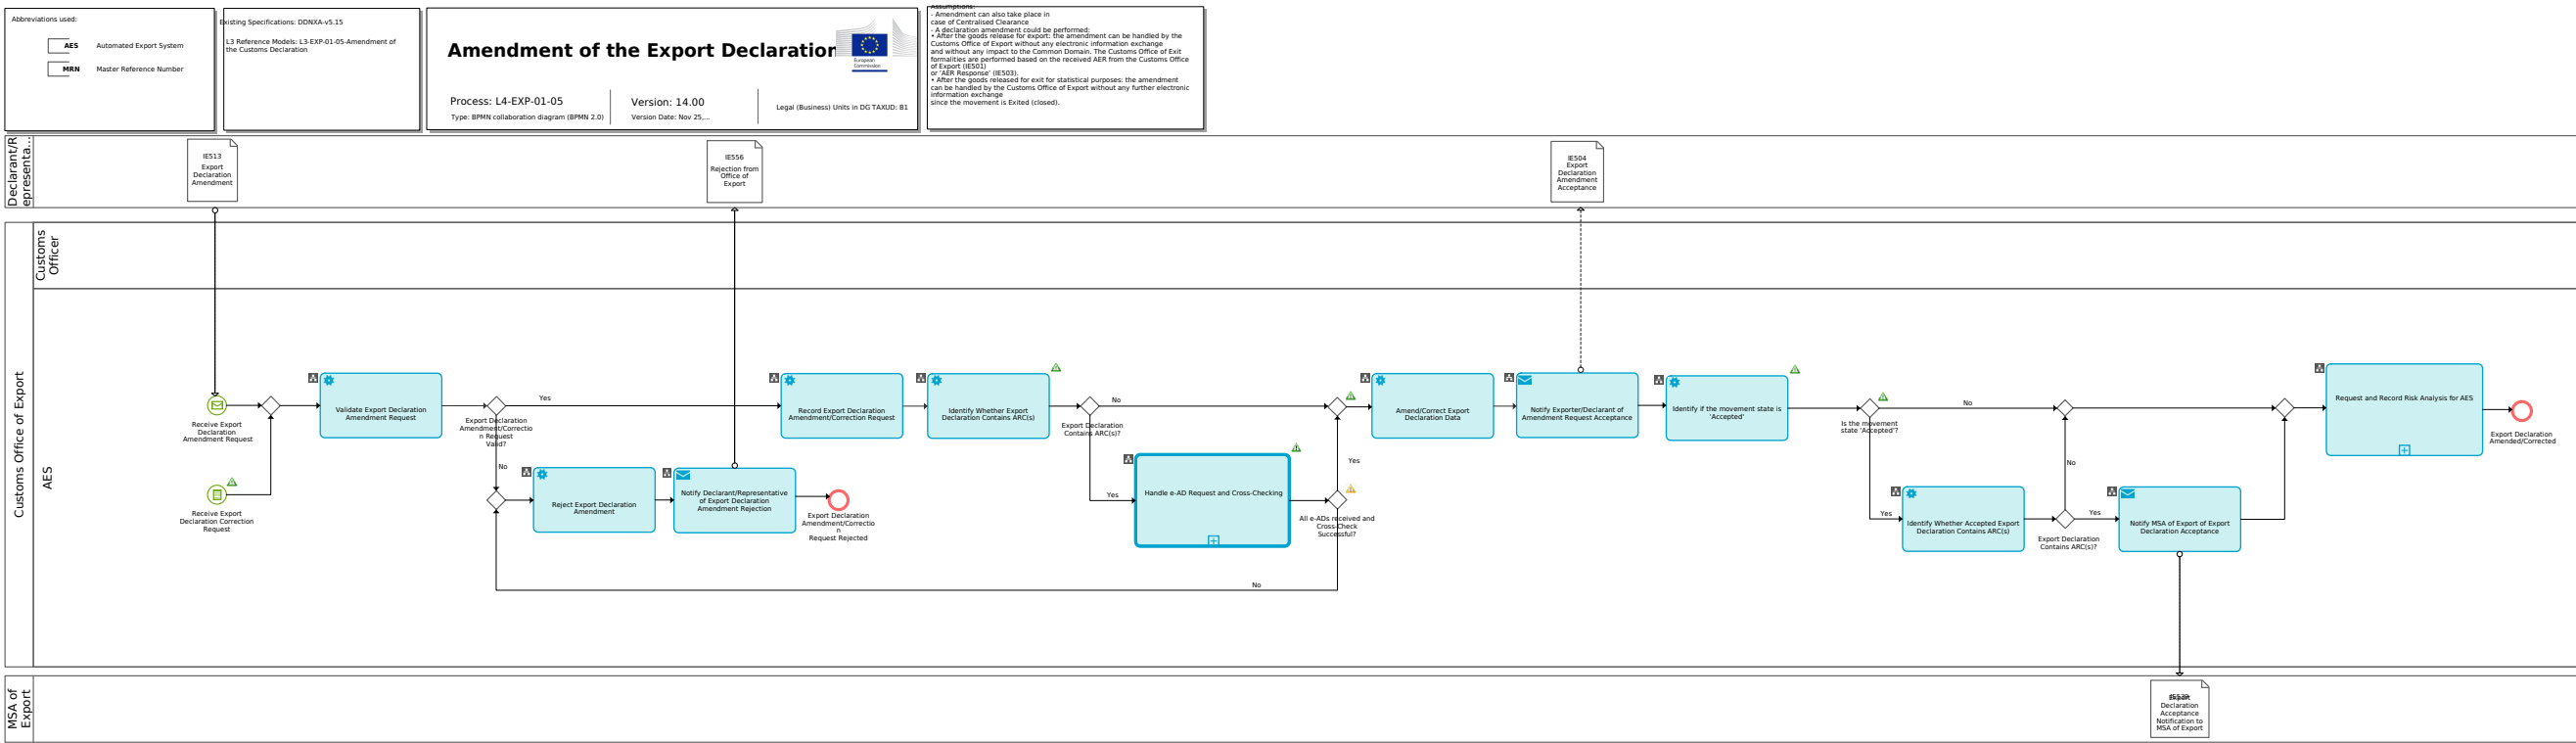 Abbreviations used:
AES Automated Export System
MRN Master Reference Number
Existing Specifications: DDNXA-v5.15
L3 Reference Models: L3-EXP-01-05-Amendment of
the Customs Declaration
Amendment of the Export Declaration
European
Commission
Process: L4-EXP-01-05
Type: BPMN collaboration diagram (BPMN 2.0)
Version: 14.00
Version Date: Nov 25,...
Legal (Business) Units in DG TAXUD: B1
Assumptions:
- Amendment can also take place in
case of Centralised Clearance
- A declaration amendment could be performed:
• After the goods release for export: the amendment can be handled by the
Customs Office of Export without any electronic information exchange
and without any impact to the Common Domain. The Customs Office of Exit
formalities are performed based on the received AER from the Customs Office
of Export (IE501)
or 'AER Response' (IE503).
• After the goods released for exit for statistical purposes: the amendment
can be handled by the Customs Office of Export without any further electronic
information exchange
since the movement is Exited (closed).
Declarant/R
epresenta...
IE513
Export
Declaration
Amendment
IE556
Rejection from
Office of
Export
IE504
Export
Declaration
Amendment
Acceptance
Customs Office of Export
Customs
Officer
AES
Receive Export
Declaration
Amendment Request
Receive Export
Declaration Correction
Request
Validate Export Declaration
Amendment Request
Export Declaration
Amendment/Correctio
n Request
Valid?
Yes
No
Reject Export Declaration
Amendment
Notify Declarant/Representative
of Export Declaration
Amendment Rejection
Export Declaration
Amendment/Correctio
n
Request Rejected
Record Export Declaration
Amendment/Correction Request
Identify Whether Export
Declaration Contains ARC(s)
Export Declaration
Contains ARC(s)?
No
Yes
Handle e-AD Request and Cross-Checking
All e-ADs received and
Cross-Check
Successful?
Yes
No
Amend/Correct Export
Declaration Data
Notify Exporter/Declarant of
Amendment Request Acceptance
Identify if the movement state is
'Accepted'
Is the movement
state 'Accepted'?
No
Yes
Identify Whether Accepted Export
Declaration Contains ARC(s)
Export Declaration
Contains ARC(s)?
No
Yes
Notify MSA of Export of Export
Declaration Acceptance
Request and Record Risk Analysis for AES
Export Declaration
Amended/Corrected
MSA of
Export
Export
Declaration
Acceptance
Notification to
MSA of Export